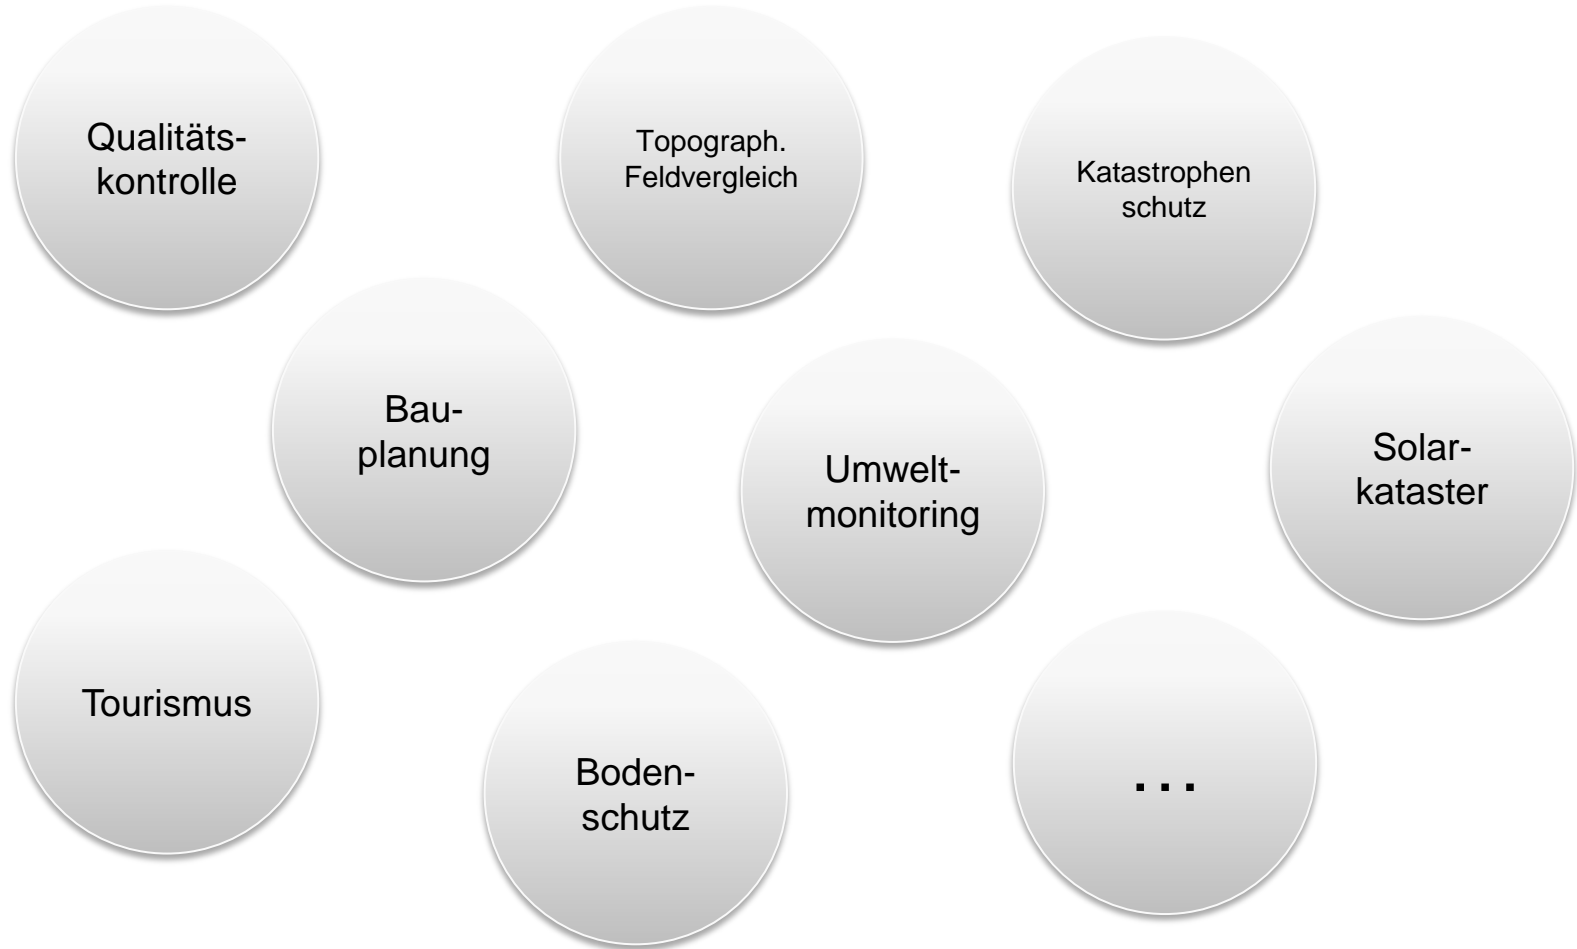 Qualitäts-
kontrolle
Topograph.
Feldvergleich
Katastrophen
schutz
Bau-
planung
Umwelt-
monitoring
Solar-
kataster
Tourismus
Boden-
schutz
...